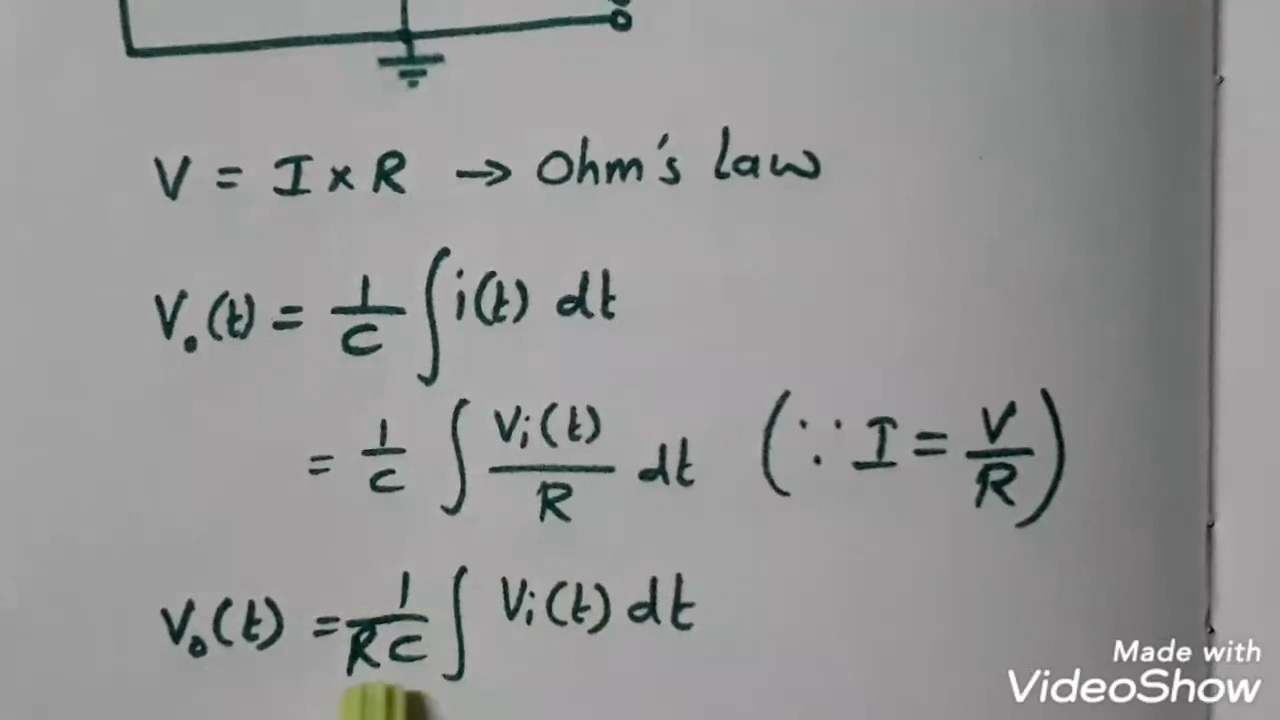 V = I × R → Ohm's law
V₀(t) = 1/C ∫ i(t) dt
= 1/C ∫ Vi(t)/R dt (∵ I = V/R)
V₀(t) = 1/RC ∫ Vi(t) dt
Made with
VideoShow